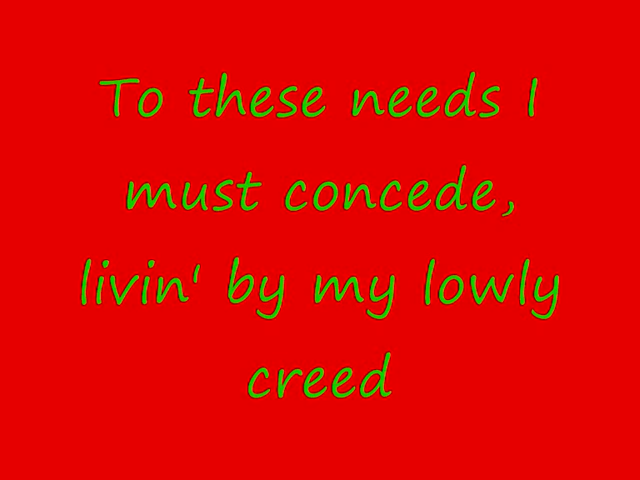 To these needs I
must concede,
livin' by my lowly
creed